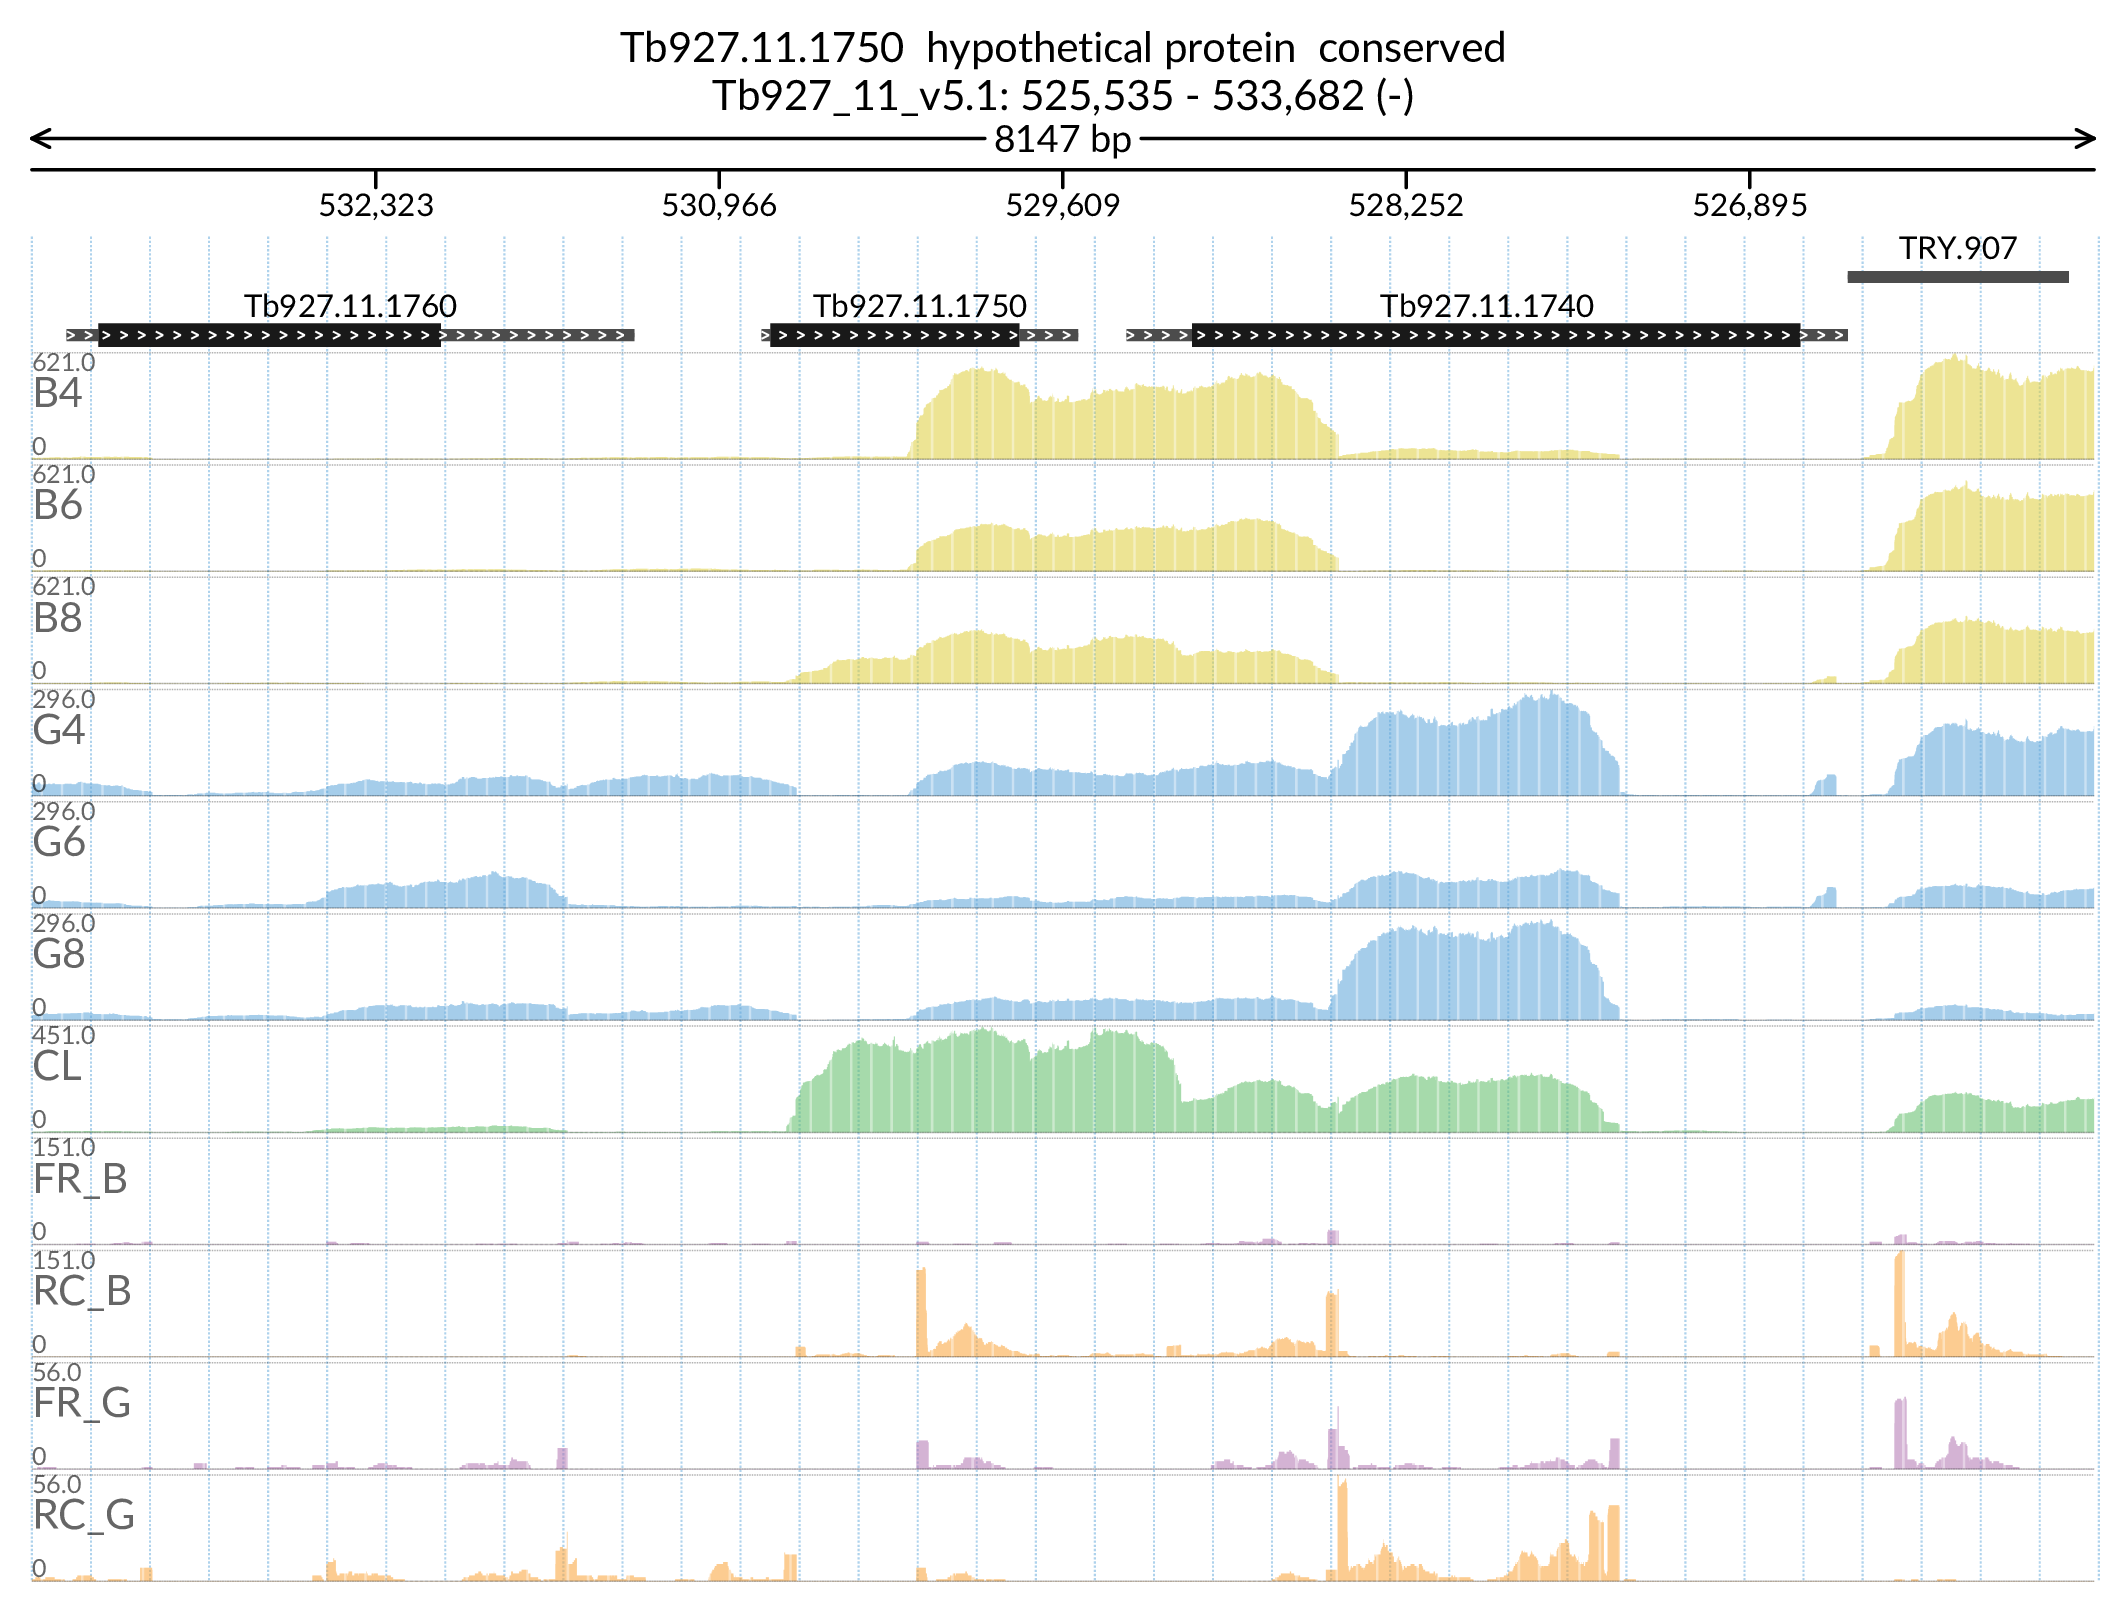 Tb927.11.1750  hypothetical protein  conserved
Tb927_11_v5.1: 525,535 - 533,682 (-)
8147 bp
532,323 530,966 529,609 528,252 526,895
TRY.907
Tb927.11.1760 Tb927.11.1750 Tb927.11.1740
621.0
B4
0
621.0
B6
0
621.0
B8
0
296.0
G4
0
296.0
G6
0
296.0
G8
0
451.0
CL
0
151.0
FR_B
0
151.0
RC_B
0
56.0
FR_G
0
56.0
RC_G
0